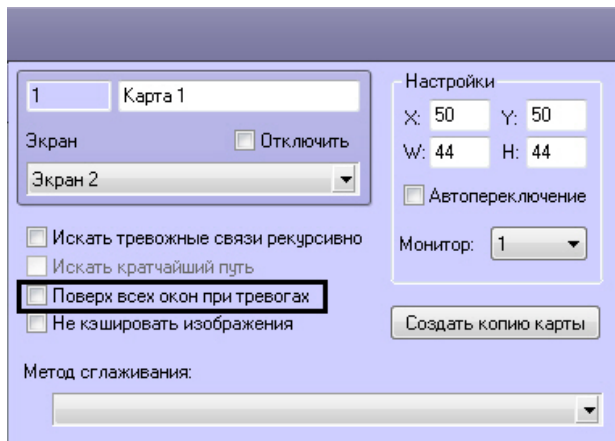 1
Карта 1
Экран
Отключить
Экран 2
Искать тревожные связи рекурсивно
Искать кратчайший путь
Поверх всех окон при тревогах
Не кэшировать изображения
Метод сглаживания:
Настройки
X: 50 Y: 50
W: 44 H: 44
Автопереключение
Монитор: 1
Создать копию карты